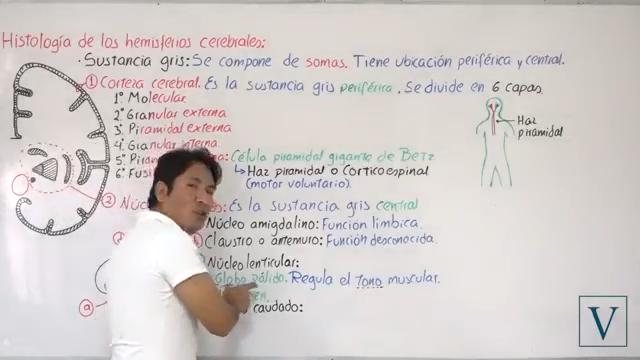 Histología de los hemisferios cerebrales:
· Sustancia gris: Se compone de somas. Tiene ubicación periférica y central.
① Corteza cerebral. Es la sustancia gris periférica. Se divide en 6 capas.
1° Molecular
2° Granular externa
3° Piramidal externa
4° Granular interna
5° Célula piramidal gigante de Betz
6° Haz piramidal o Corticoespinal
(motor voluntario).
Haz
piramidal
② Es la sustancia gris central
Núcleo amigdalino: Función límbica.
Claustro o antemuro: Función desconocida.
Núcleo lenticular:
Globo pálido. Regula el tono muscular.
caudado:
a
V